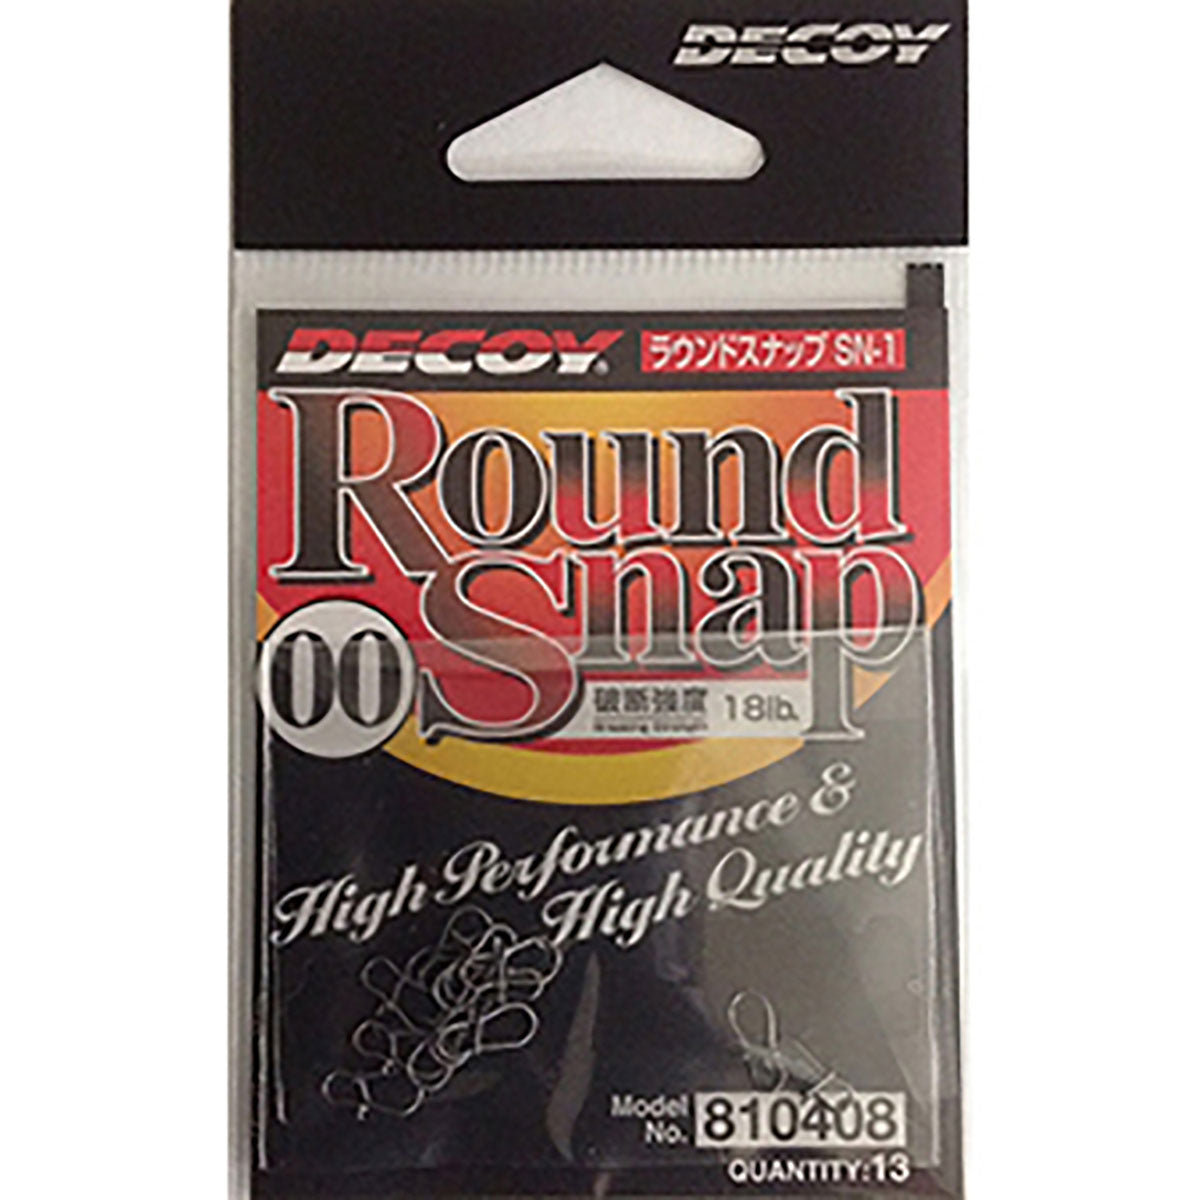 DECOY
DECOY®
ラウンドスナップ SN-1
Round
Snap
00
破断強度 18lb.
Breaking Strength
High Performance &
High Quality
Model
No. 810408
QUANTITY:13